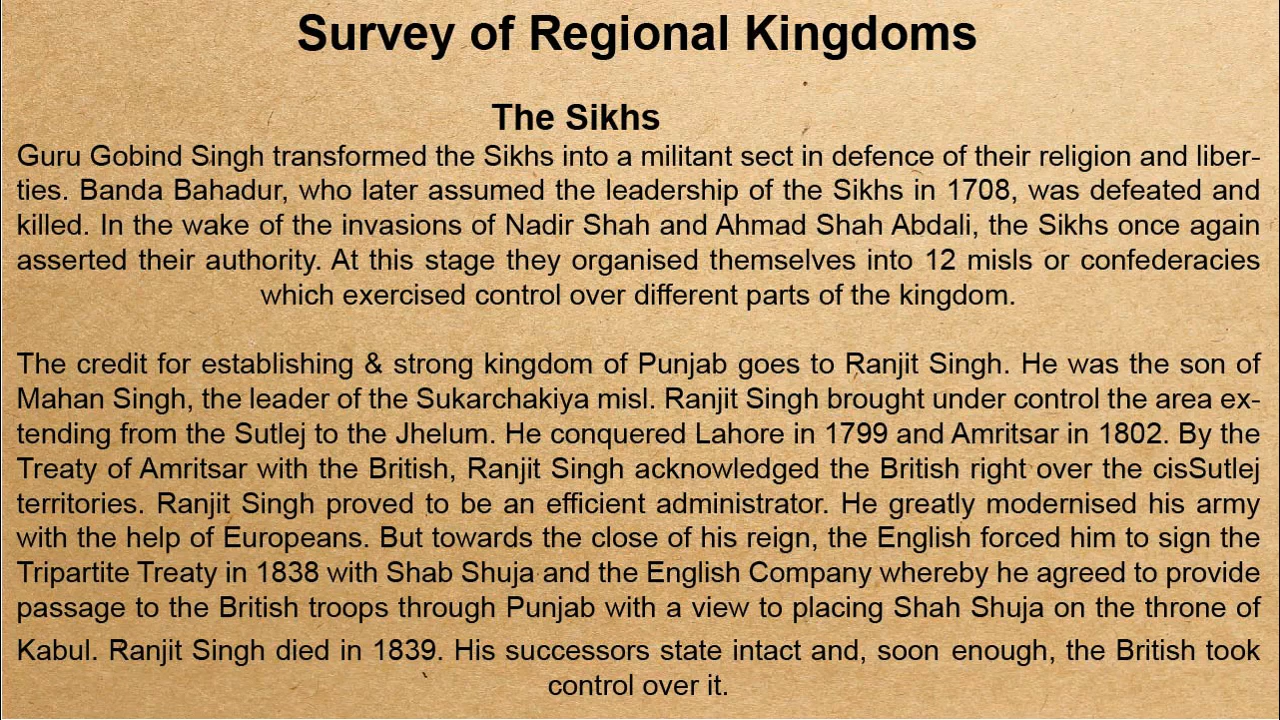 Survey of Regional Kingdoms
The Sikhs
Guru Gobind Singh transformed the Sikhs into a militant sect in defence of their religion and liber-
ties. Banda Bahadur, who later assumed the leadership of the Sikhs in 1708, was defeated and
killed. In the wake of the invasions of Nadir Shah and Ahmad Shah Abdali, the Sikhs once again
asserted their authority. At this stage they organised themselves into 12 misls or confederacies
which exercised control over different parts of the kingdom.
The credit for establishing & strong kingdom of Punjab goes to Ranjit Singh. He was the son of
Mahan Singh, the leader of the Sukarchakiya misl. Ranjit Singh brought under control the area ex-
tending from the Sutlej to the Jhelum. He conquered Lahore in 1799 and Amritsar in 1802. By the
Treaty of Amritsar with the British, Ranjit Singh acknowledged the British right over the cisSutlej
territories. Ranjit Singh proved to be an efficient administrator. He greatly modernised his army
with the help of Europeans. But towards the close of his reign, the English forced him to sign the
Tripartite Treaty in 1838 with Shab Shuja and the English Company whereby he agreed to provide
passage to the British troops through Punjab with a view to placing Shah Shuja on the throne of
Kabul. Ranjit Singh died in 1839. His successors state intact and, soon enough, the British took
control over it.